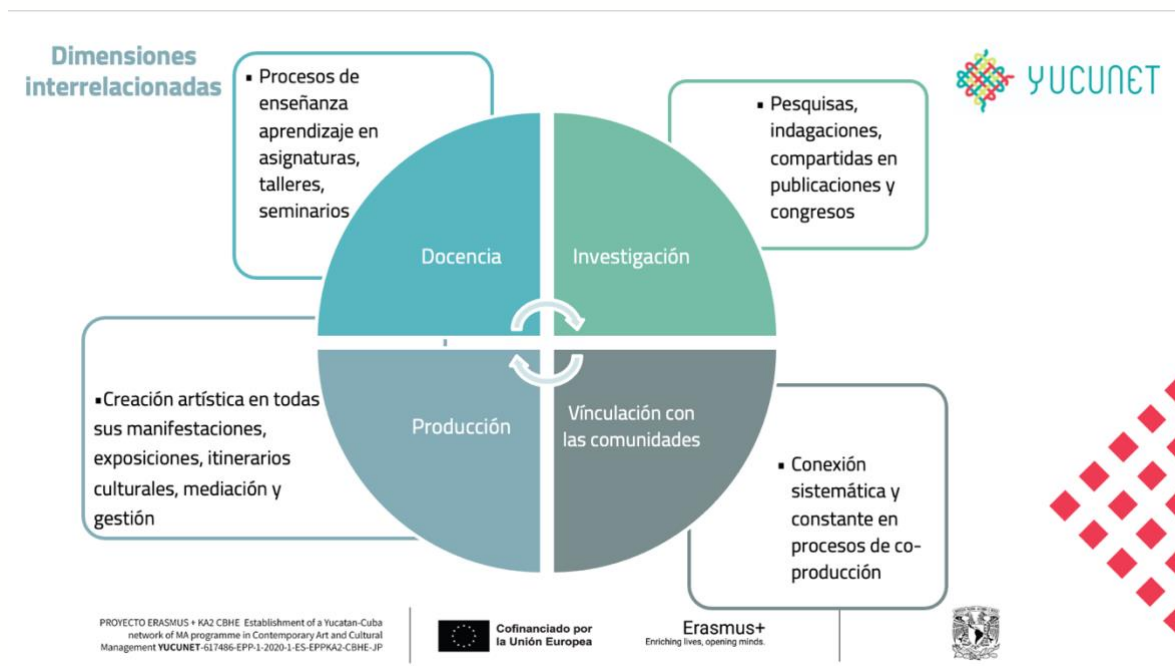 Dimensiones
interrelacionadas
▪ Procesos de
enseñanza
aprendizaje en
asignaturas,
talleres,
seminarios
YUCUNET
▪ Pesquisas,
indagaciones,
compartidas en
publicaciones y
congresos
Docencia
Investigación
▪Creación artística en todas
sus manifestaciones,
exposiciones, itinerarios
culturales, mediación y
gestión
Producción
Vínculación con
las comunidades
▪ Conexión
sistemática y
constante en
procesos de co-
producción
PROYECTO ERASMUS + KA2 CBHE Establishment of a Yucatan-Cuba
network of MA programme in Contemporary Art and Cultural
Management YUCUNET-617486-EPP-1-2020-1-ES-EPPKA2-CBHE-JP
Cofinanciado por
la Unión Europea
Erasmus+
Enriching lives, opening minds.